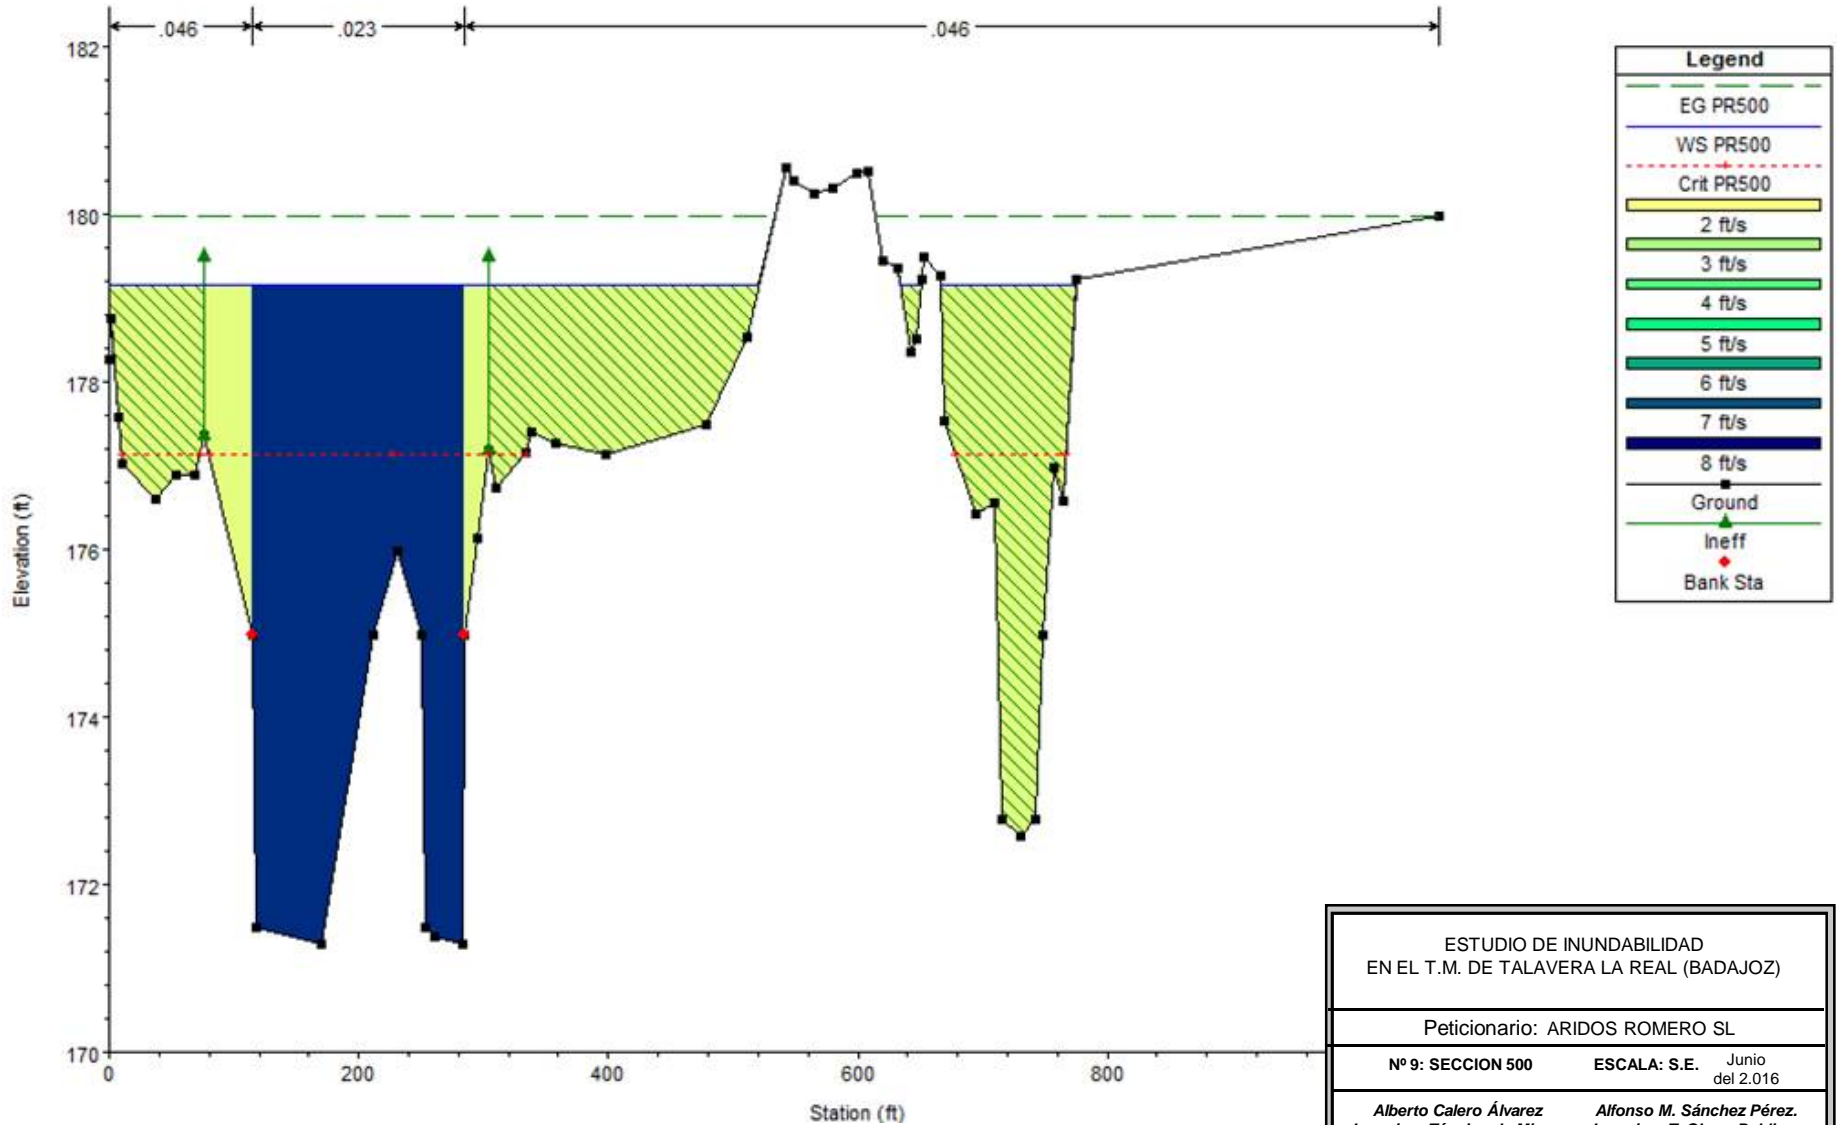 .046
.023
.046
182
180
178
176
174
172
170
Elevation (ft)
0
200
400
600
800
Station (ft)
Legend
EG PR500
WS PR500
Crit PR500
2 ft/s
3 ft/s
4 ft/s
5 ft/s
6 ft/s
7 ft/s
8 ft/s
Ground
Ineff
Bank Sta
ESTUDIO DE INUNDABILIDAD
EN EL T.M. DE TALAVERA LA REAL (BADAJOZ)
Peticionario: ARIDOS ROMERO SL
Nº 9: SECCION 500 ESCALA: S.E. Junio
del 2.016
Alberto Calero Álvarez Alfonso M. Sánchez Pérez.